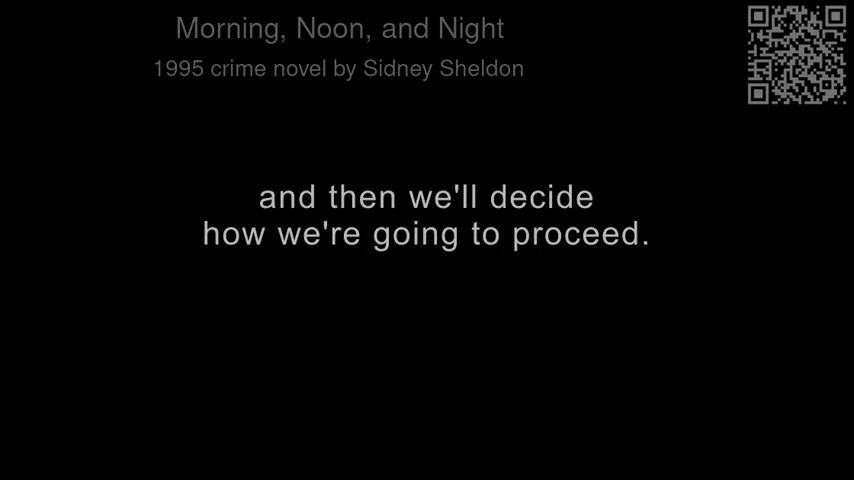 Morning, Noon, and Night
1995 crime novel by Sidney Sheldon
and then we'll decide
how we're going to proceed.